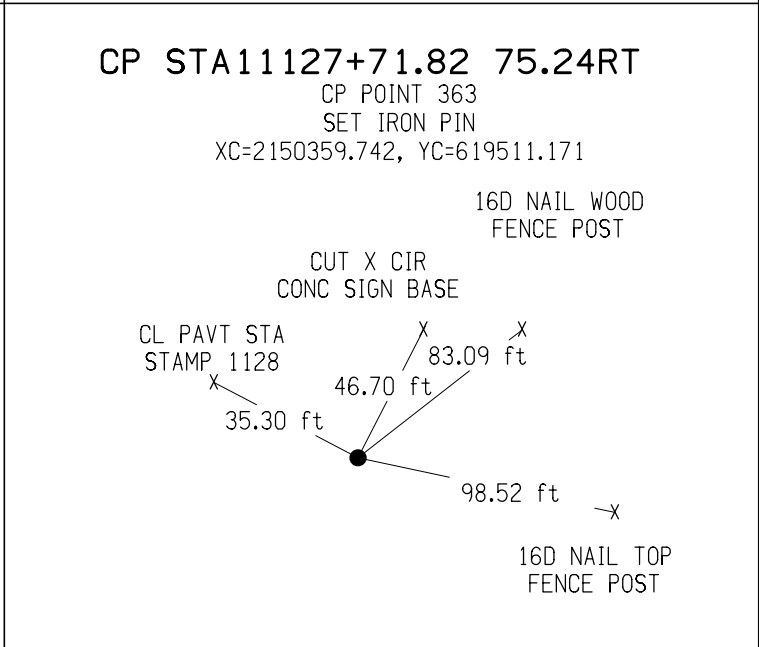 CP STA11127+71.82 75.24RT
CP POINT 363
SET IRON PIN
XC=2150359.742, YC=619511.171
16D NAIL WOOD
FENCE POST
CUT X CIR
CONC SIGN BASE
CL PAVT STA
STAMP 1128
X
X
X
83.09 ft
46.70 ft
35.30 ft
98.52 ft
X
16D NAIL TOP
FENCE POST